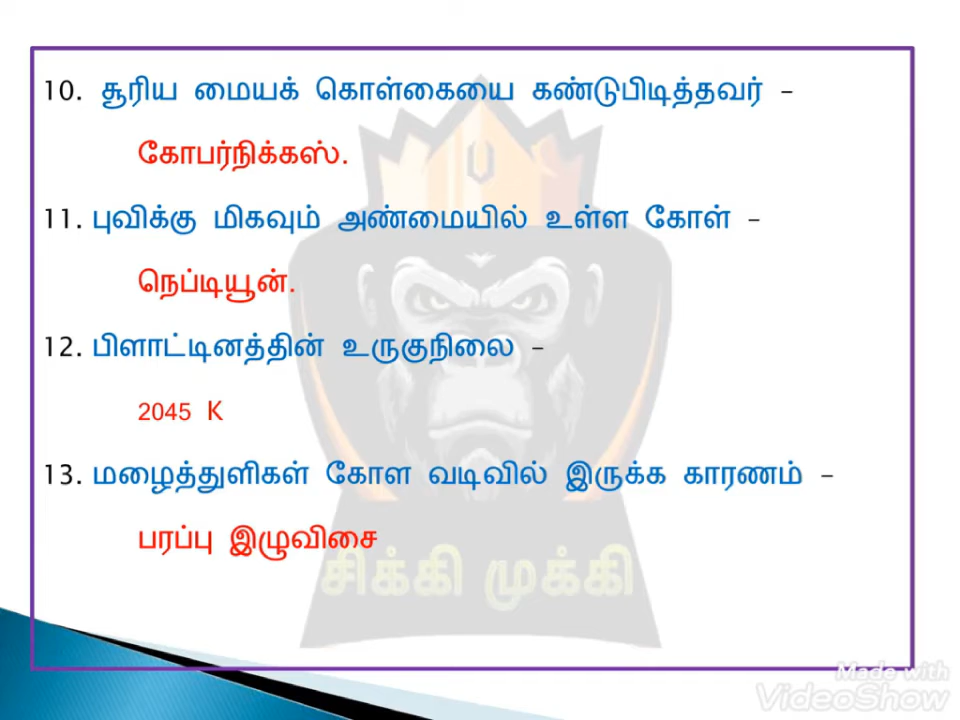 10. சூரிய மையக் கொள்கையை கண்டுபிடித்தவர் –
கோபர்நிக்கஸ்.
11. புவிக்கு மிகவும் அண்மையில் உள்ள கோள் –
நெப்டியூன்.
12. பிளாட்டினத்தின் உருகுநிலை –
2045 K
13. மழைத்துளிகள் கோள வடிவில் இருக்க காரணம் –
பரப்பு இழுவிசை
சிக்கி முக்கி
Made with
VideoShow